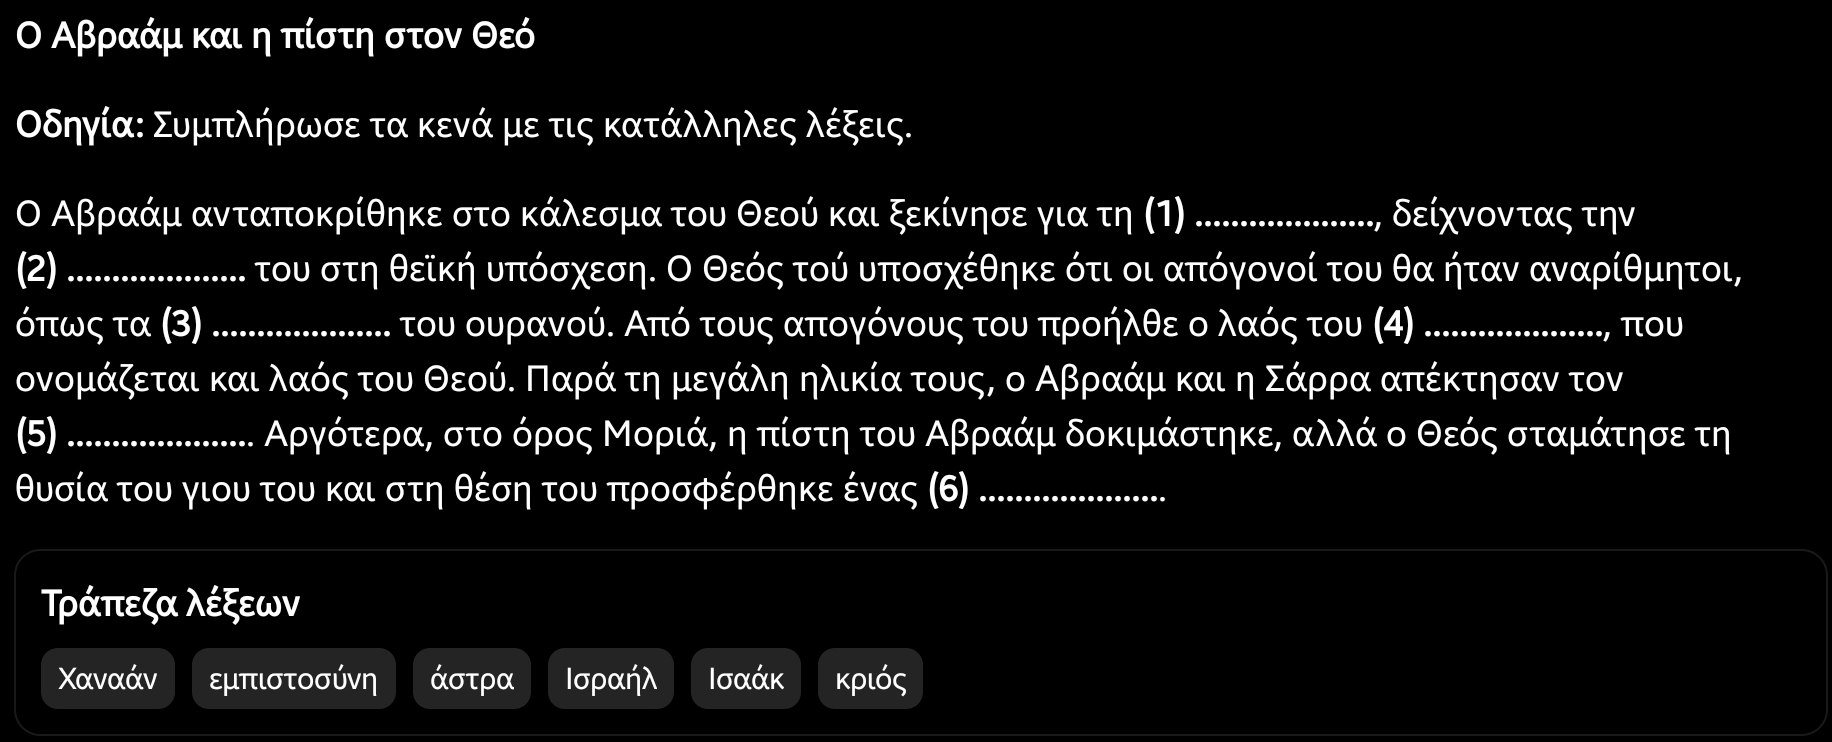 Ο Αβραάμ και η πίστη στον Θεό
Οδηγία: Συμπλήρωσε τα κενά με τις κατάλληλες λέξεις.
Ο Αβραάμ ανταποκρίθηκε στο κάλεσμα του Θεού και ξεκίνησε για τη (1) ...................., δείχνοντας την
(2) .................... του στη θεϊκή υπόσχεση. Ο Θεός τού υποσχέθηκε ότι οι απόγονοί του θα ήταν αναρίθμητοι,
όπως τα (3) .................... του ουρανού. Από τους απογόνους του προήλθε ο λαός του (4) ...................., που
ονομάζεται και λαός του Θεού. Παρά τη μεγάλη ηλικία τους, ο Αβραάμ και η Σάρρα απέκτησαν τον
(5) ..................... Αργότερα, στο όρος Μοριά, η πίστη του Αβραάμ δοκιμάστηκε, αλλά ο Θεός σταμάτησε τη
θυσία του γιου του και στη θέση του προσφέρθηκε ένας (6) .....................
Τράπεζα λέξεων
Χαναάν εμπιστοσύνη άστρα Ισραήλ Ισαάκ κριός